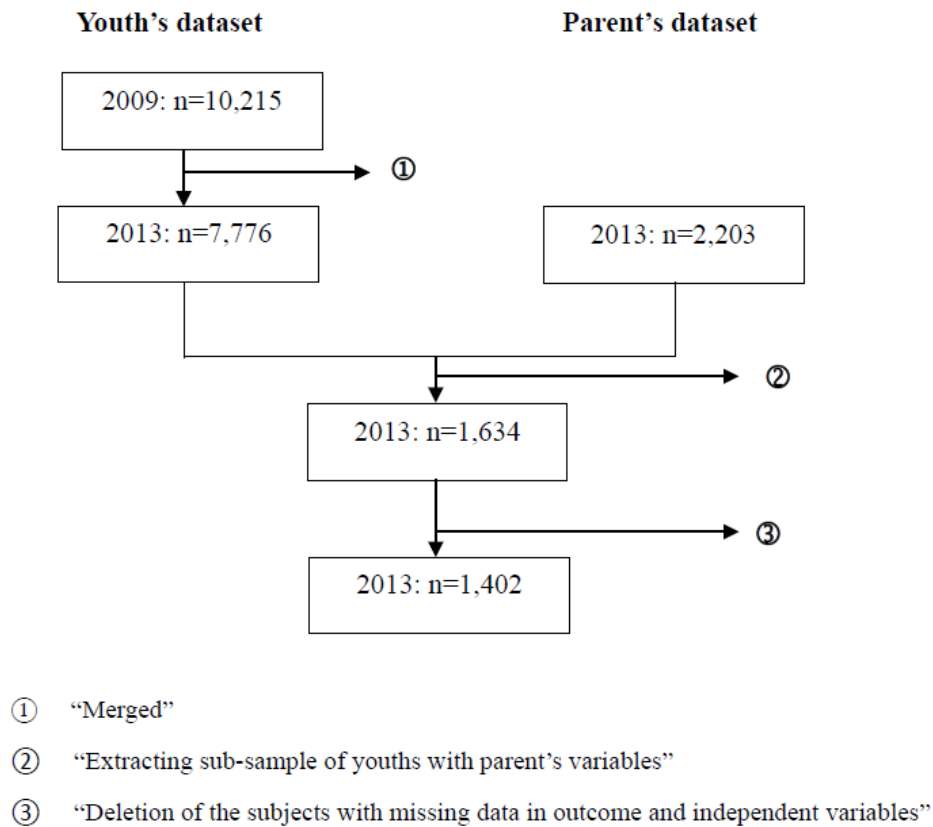 Youth’s dataset
Parent’s dataset
2009: n=10,215
①
2013: n=7,776
2013: n=2,203
②
2013: n=1,634
③
2013: n=1,402
① “Merged”
② “Extracting sub-sample of youths with parent’s variables”
③ “Deletion of the subjects with missing data in outcome and independent variables”